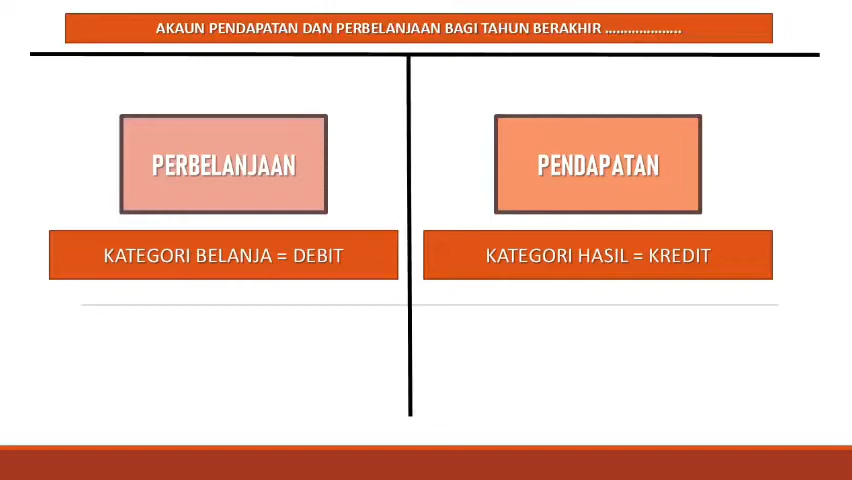 AKAUN PENDAPATAN DAN PERBELANJAAN BAGI TAHUN BERAKHIR ………………..
PERBELANJAAN
PENDAPATAN
KATEGORI BELANJA = DEBIT
KATEGORI HASIL = KREDIT